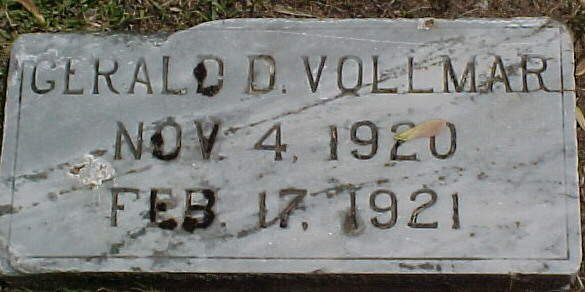 GERALD D. VOLLMAR
NOV. 4, 1920
FEB. 17, 1921